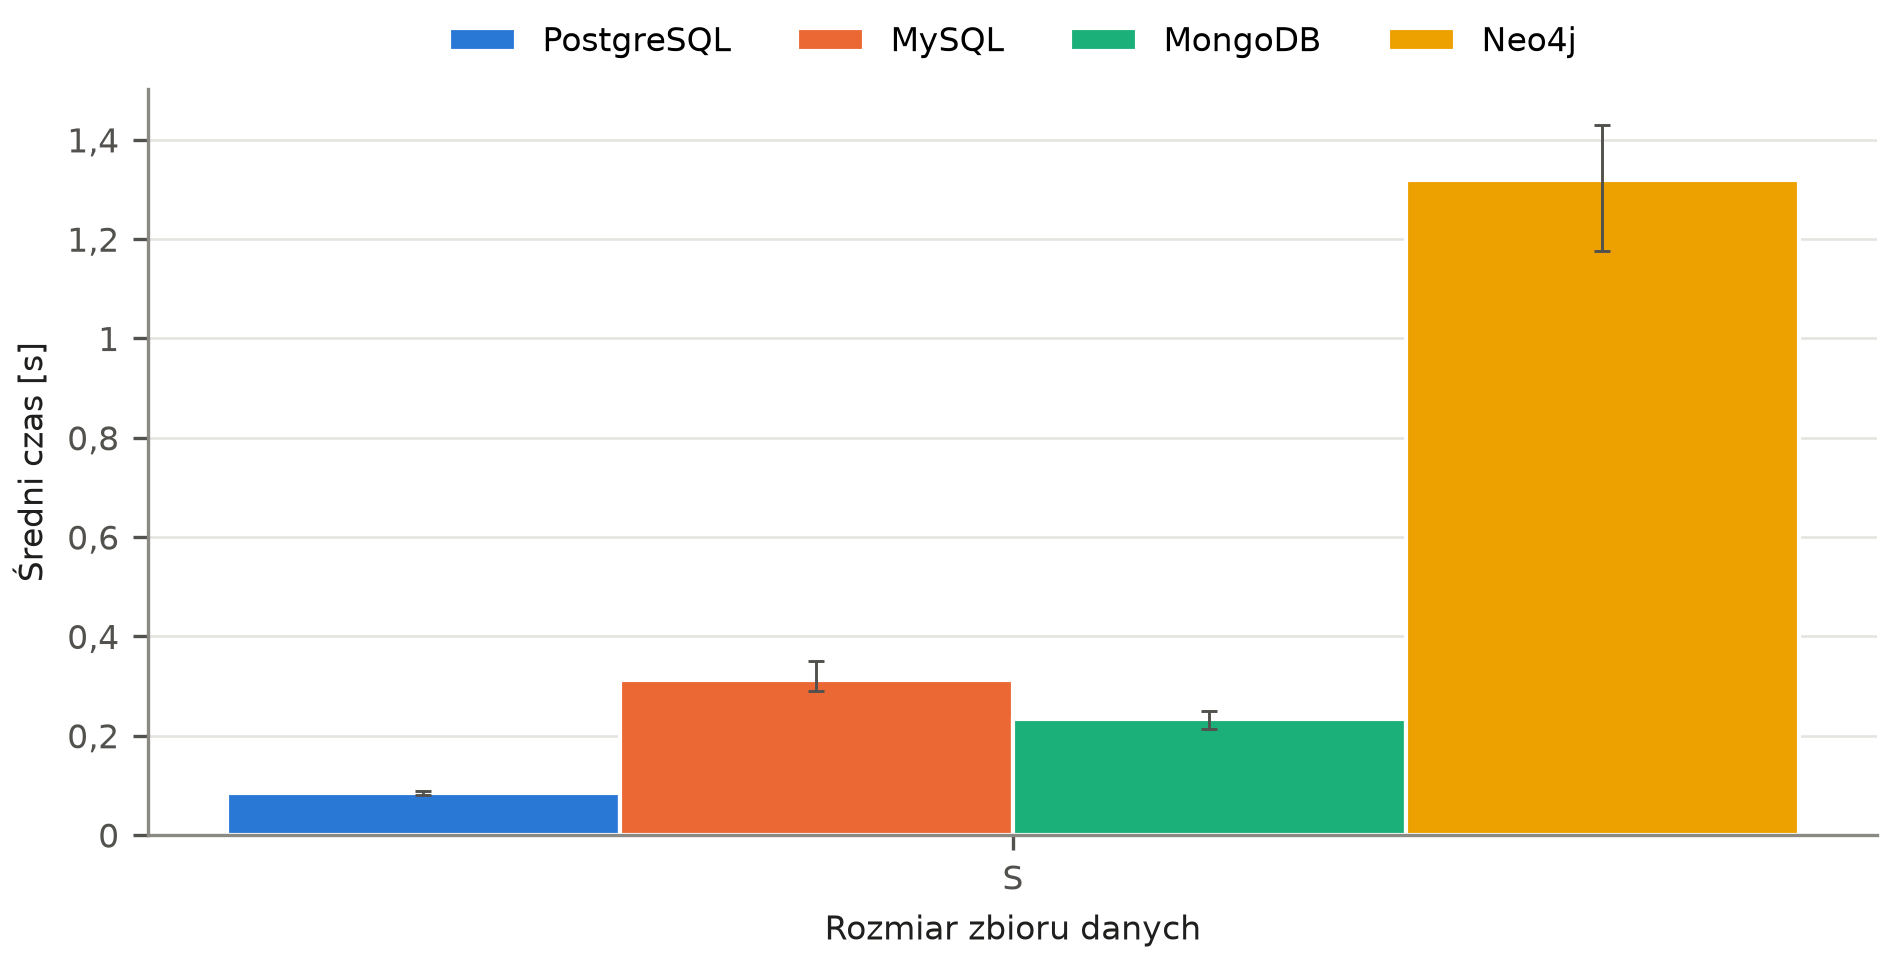 PostgreSQL MySQL MongoDB Neo4j
1,4
1,2
1
0,8
0,6
0,4
0,2
0
Średni czas [s]
S
Rozmiar zbioru danych